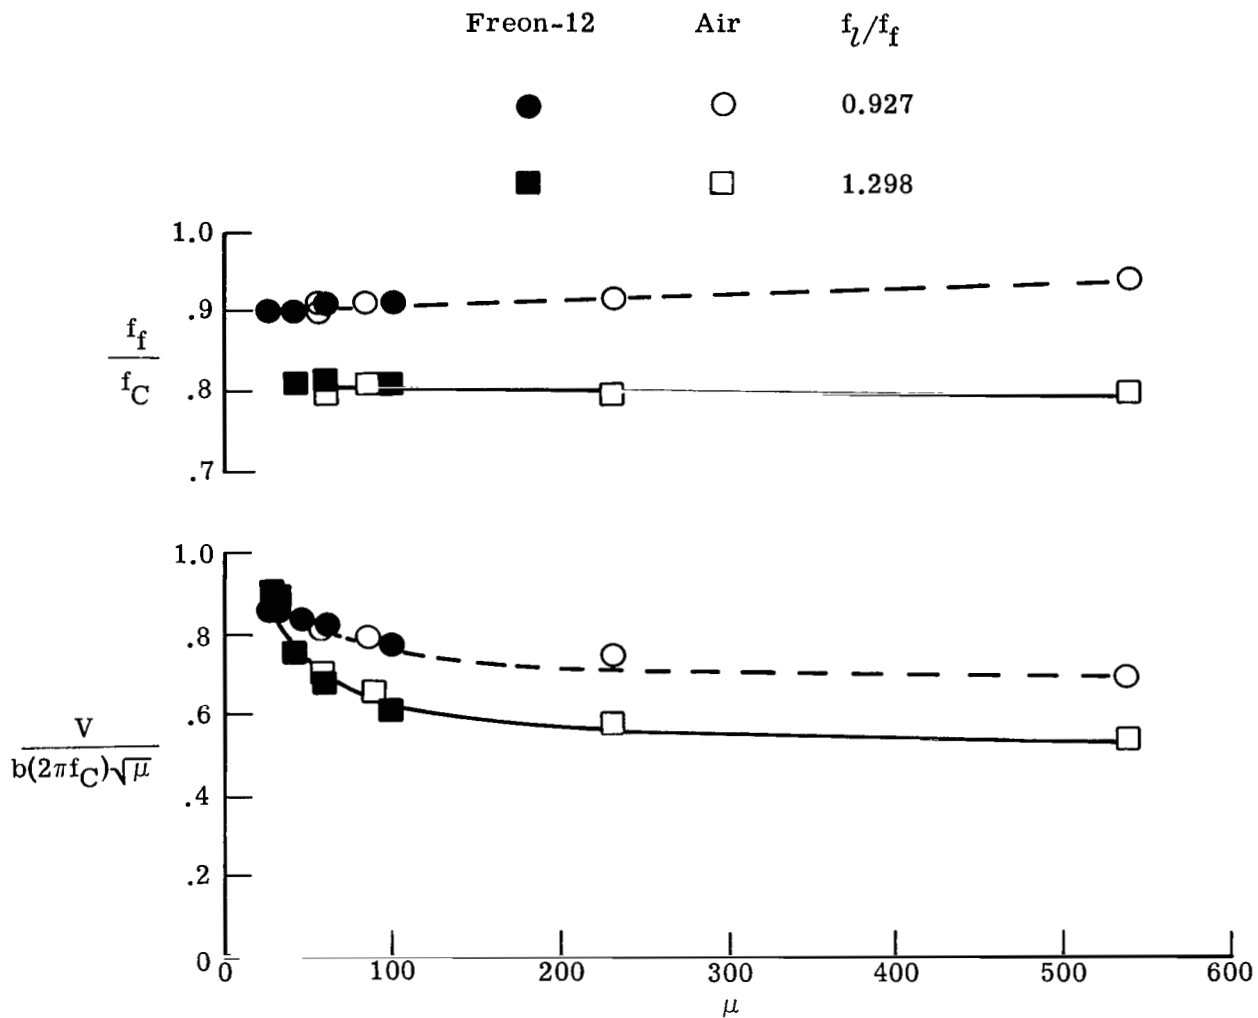 Freon-12 Air f_l/f_f
0.927
1.298
1.0
.9
.8
.7
f_f
f_C
1.0
.8
.6
.4
.2
0
V
b(2πf_C)√μ
0 100 200 300 400 500 600
μ